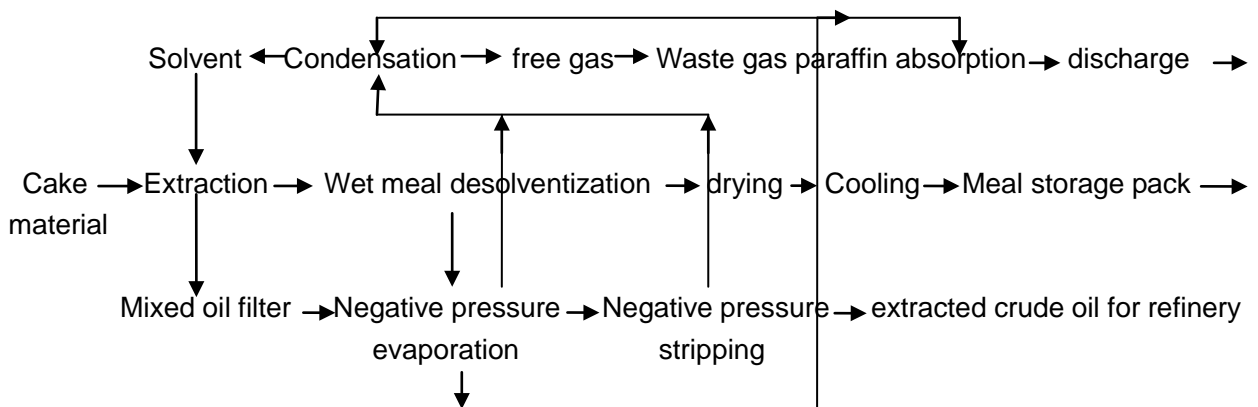 Solvent Condensation free gas Waste gas paraffin absorption discharge
Cake Extraction Wet meal desolventization drying Cooling Meal storage pack
material
Mixed oil filter Negative pressure Negative pressure extracted crude oil for refinery
evaporation stripping